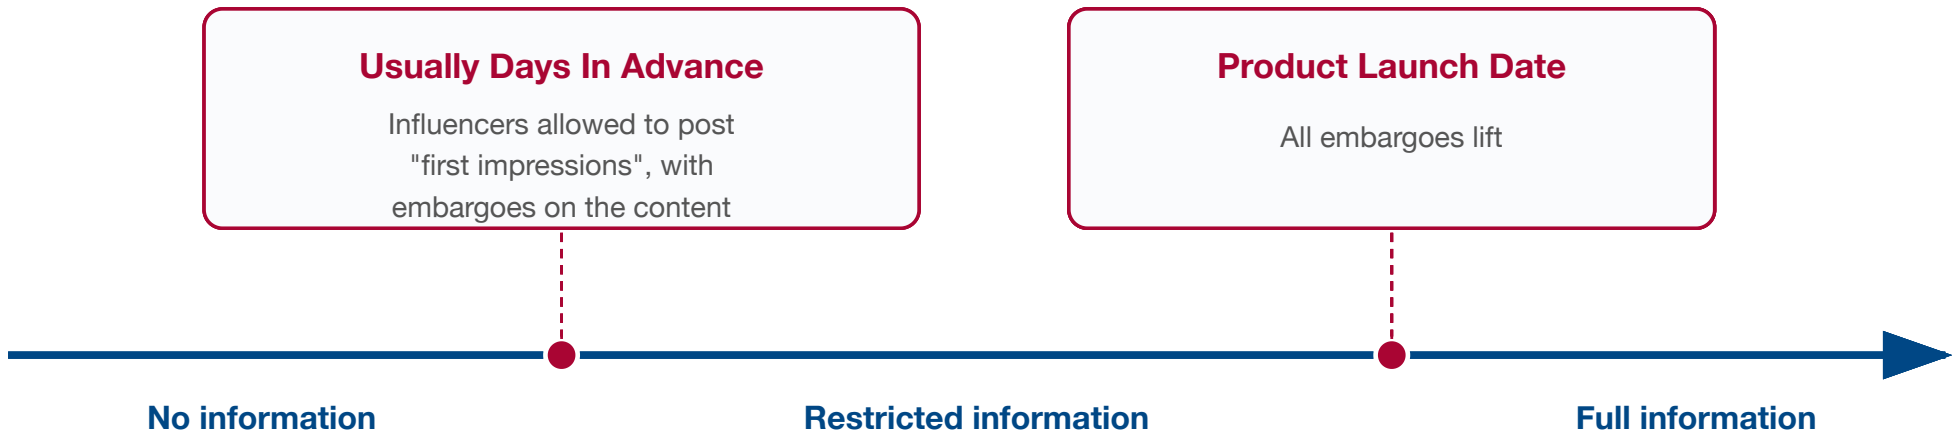 Usually Days In Advance
Influencers allowed to post
"first impressions", with
embargoes on the content
Product Launch Date
All embargoes lift
No information
Restricted information
Full information